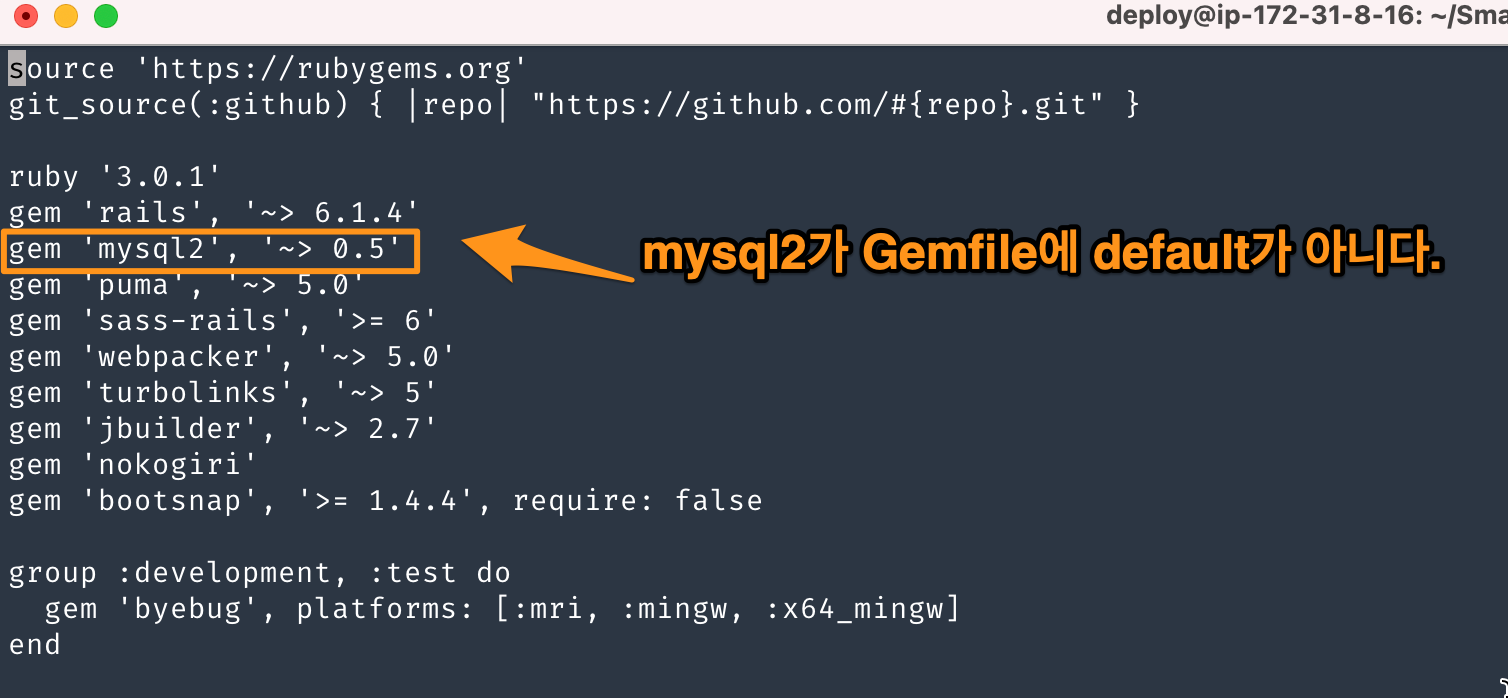 deploy@ip-172-31-8-16: ~/Sma
source 'https://rubygems.org'
git_source(:github) { |repo| "https://github.com/#{repo}.git" }
ruby '3.0.1'
gem 'rails', '~> 6.1.4'
gem 'mysql2', '~> 0.5'
mysql2가 Gemfile에 default가 아니다.
gem 'puma', '~> 5.0'
gem 'sass-rails', '>= 6'
gem 'webpacker', '~> 5.0'
gem 'turbolinks', '~> 5'
gem 'jbuilder', '~> 2.7'
gem 'nokogiri'
gem 'bootsnap', '>= 1.4.4', require: false
group :development, :test do
  gem 'byebug', platforms: [:mri, :mingw, :x64_mingw]
end